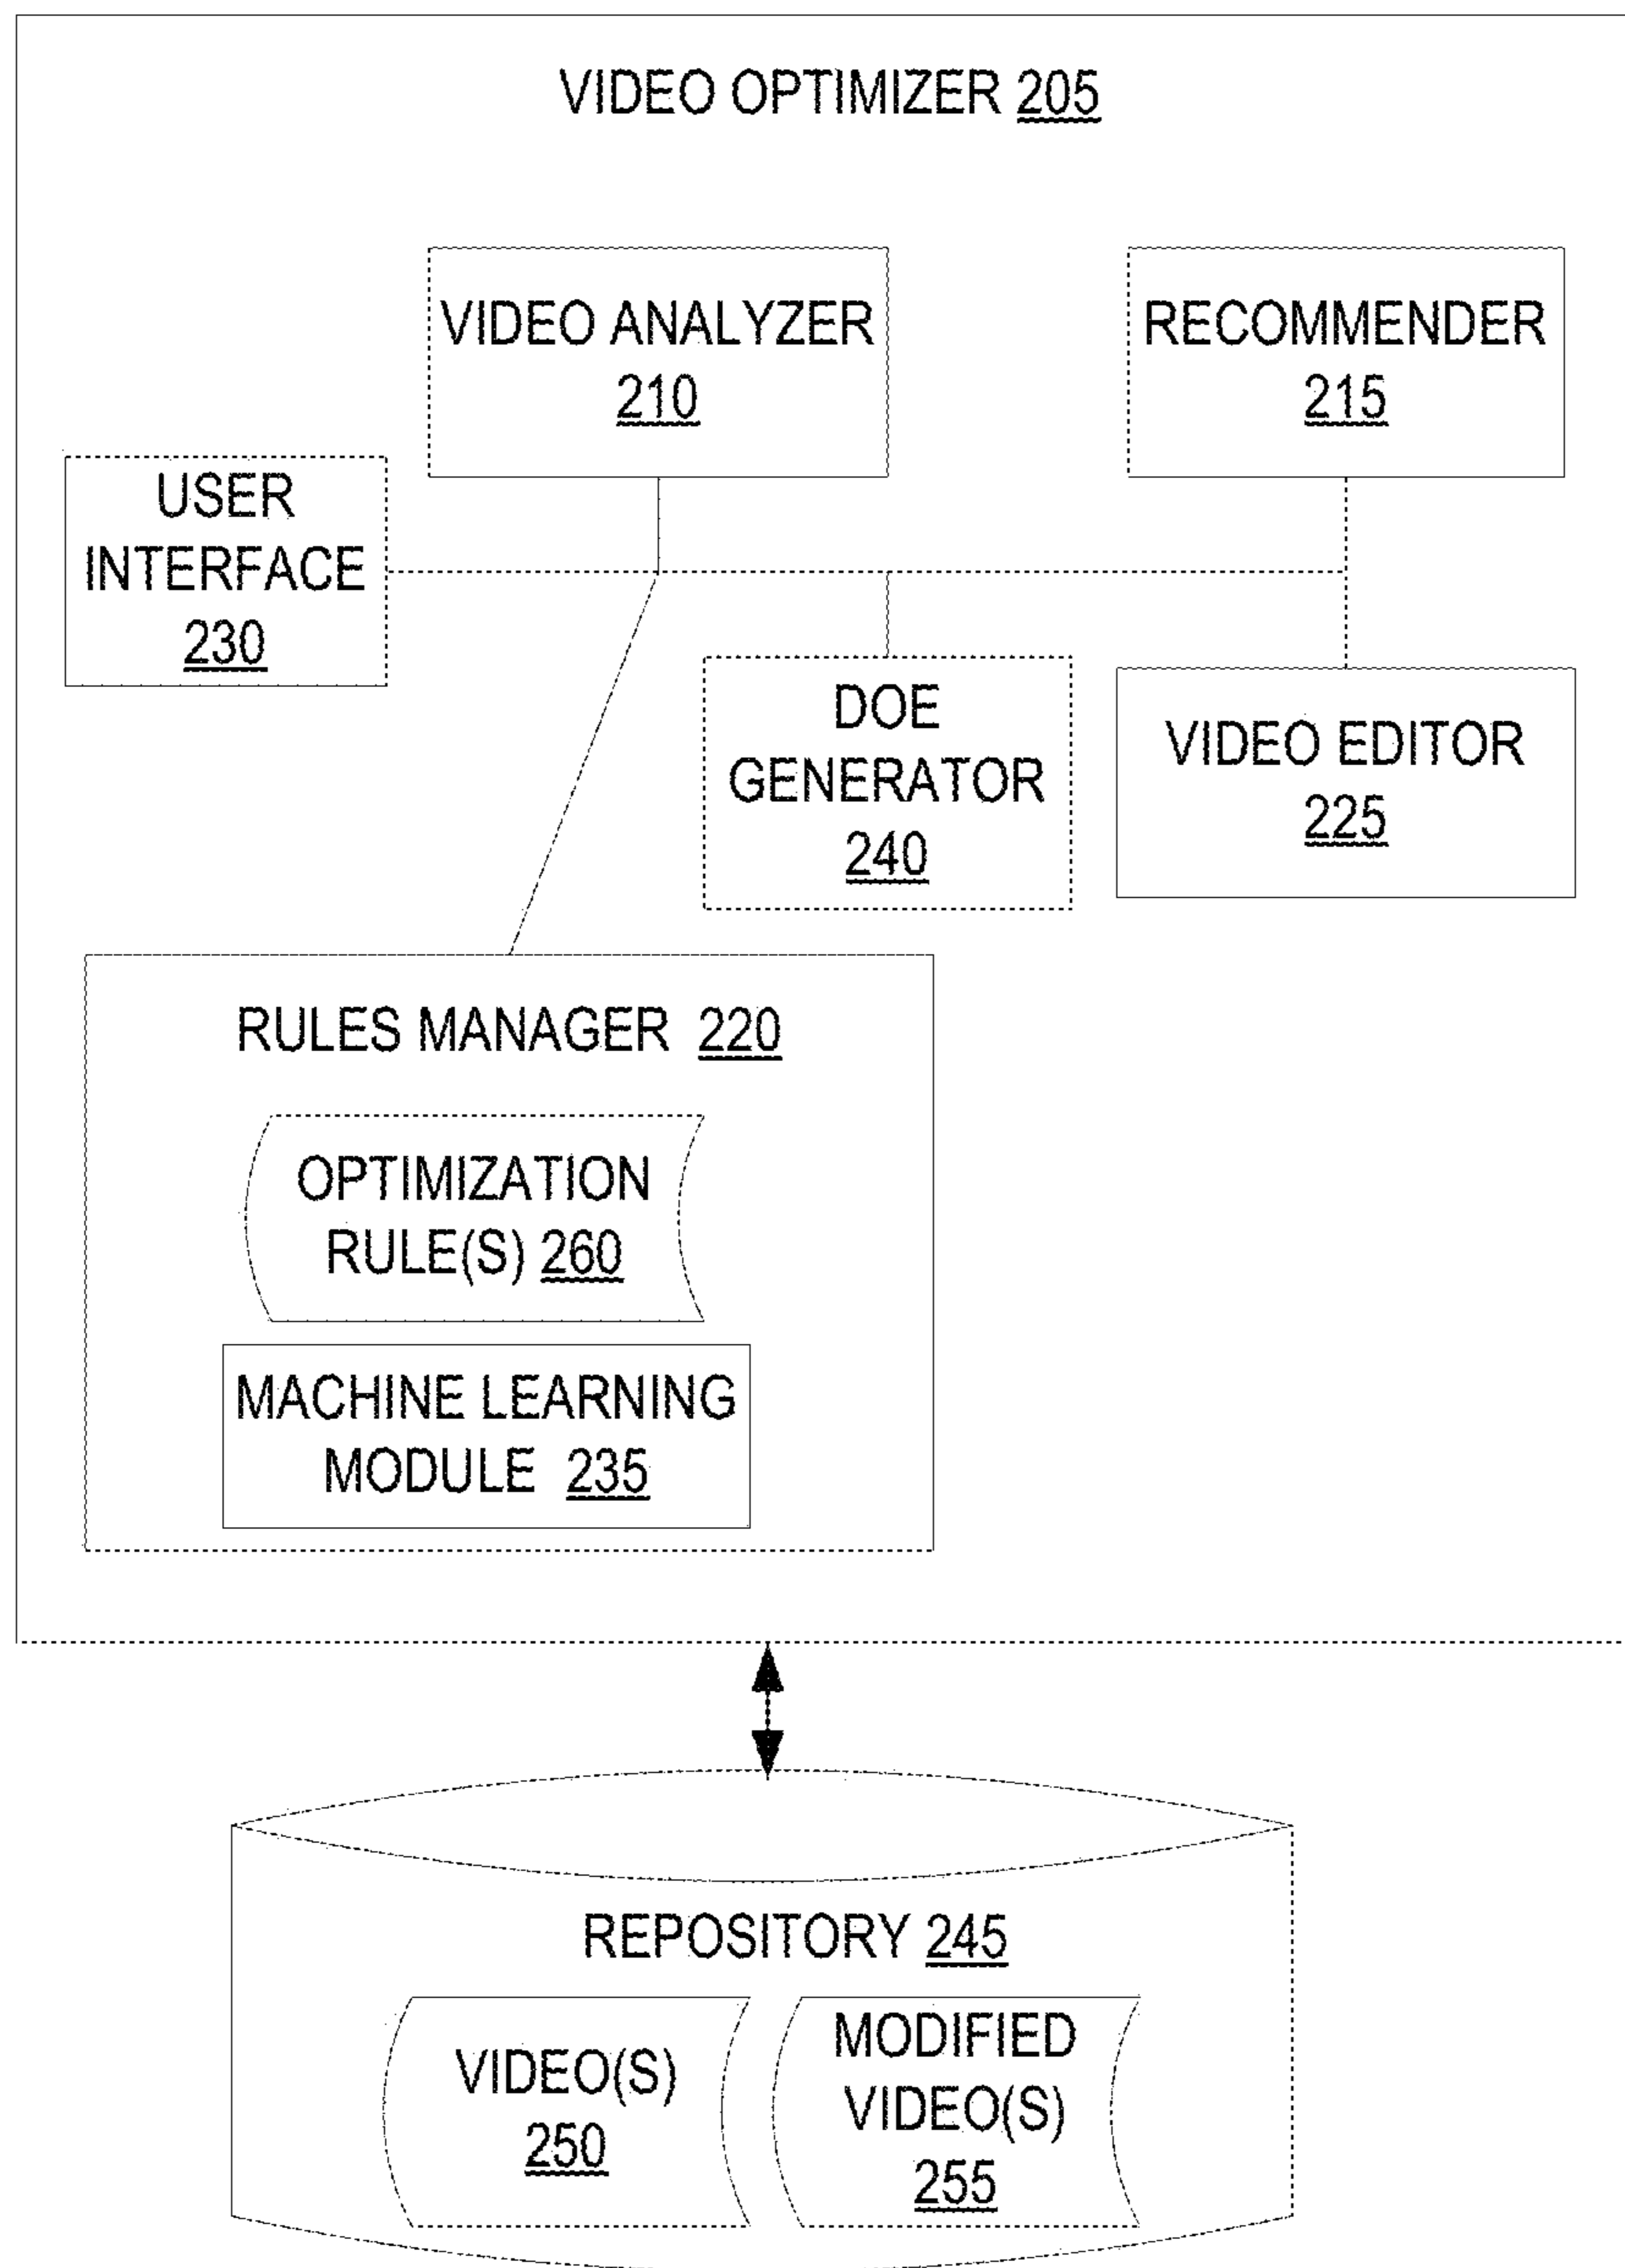 VIDEO OPTIMIZER 205
VIDEO ANALYZER
210
RECOMMENDER
215
USER
INTERFACE
230
DOE
GENERATOR
240
VIDEO EDITOR
225
RULES MANAGER 220
OPTIMIZATION
RULE(S) 260
MACHINE LEARNING
MODULE 235
REPOSITORY 245
VIDEO(S)
250
MODIFIED
VIDEO(S)
255